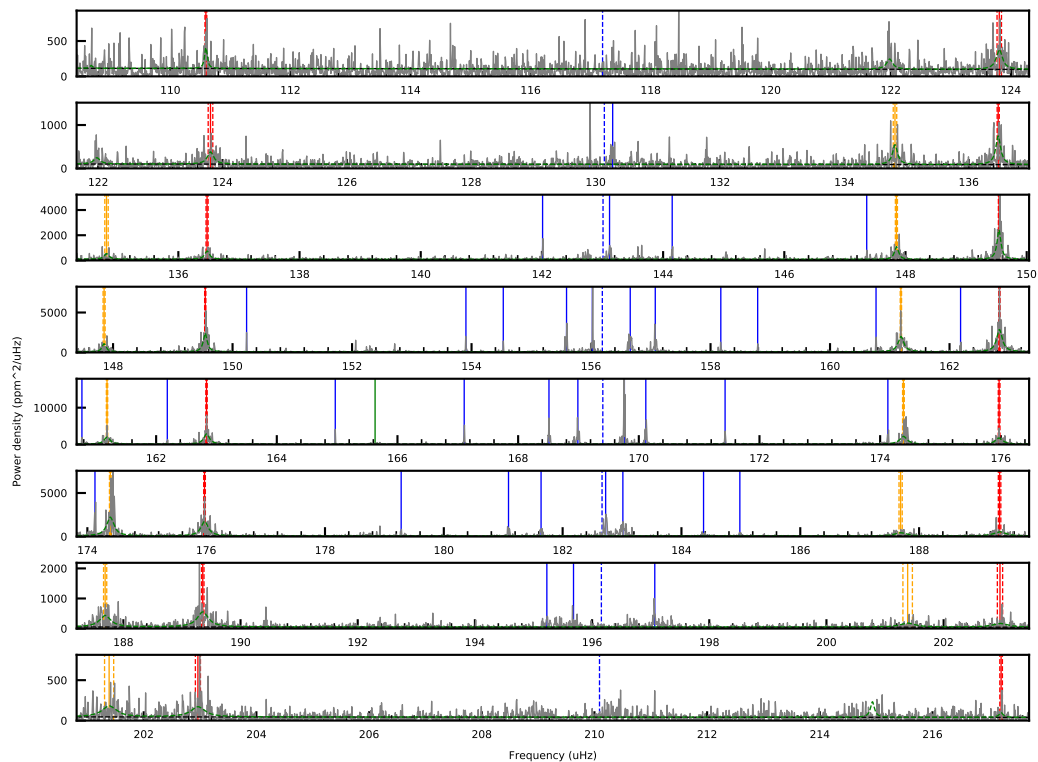 500
0
110 112 114 116 118 120 122 124
1000
0
122 124 126 128 130 132 134 136
4000
2000
0
136 138 140 142 144 146 148 150
5000
0
148 150 152 154 156 158 160 162
10000
0
162 164 166 168 170 172 174 176
5000
0
174 176 178 180 182 184 186 188
2000
1000
0
188 190 192 194 196 198 200 202
500
0
202 204 206 208 210 212 214 216
Power density (ppm^2/uHz)
Frequency (uHz)